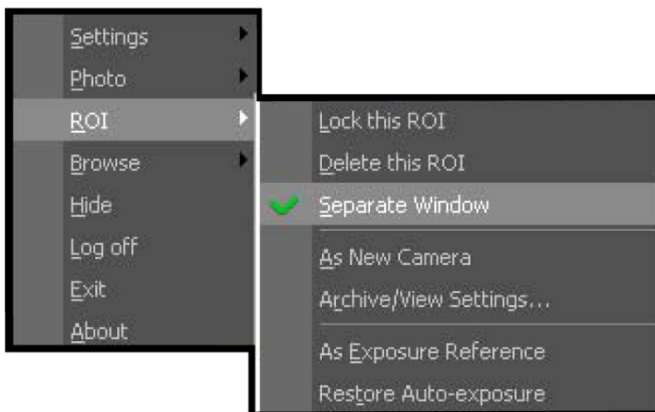 Settings
Photo
ROI
Browse
Hide
Log off
Exit
About
Lock this ROI
Delete this ROI
Separate Window
As New Camera
Archive/View Settings...
As Exposure Reference
Restore Auto-exposure